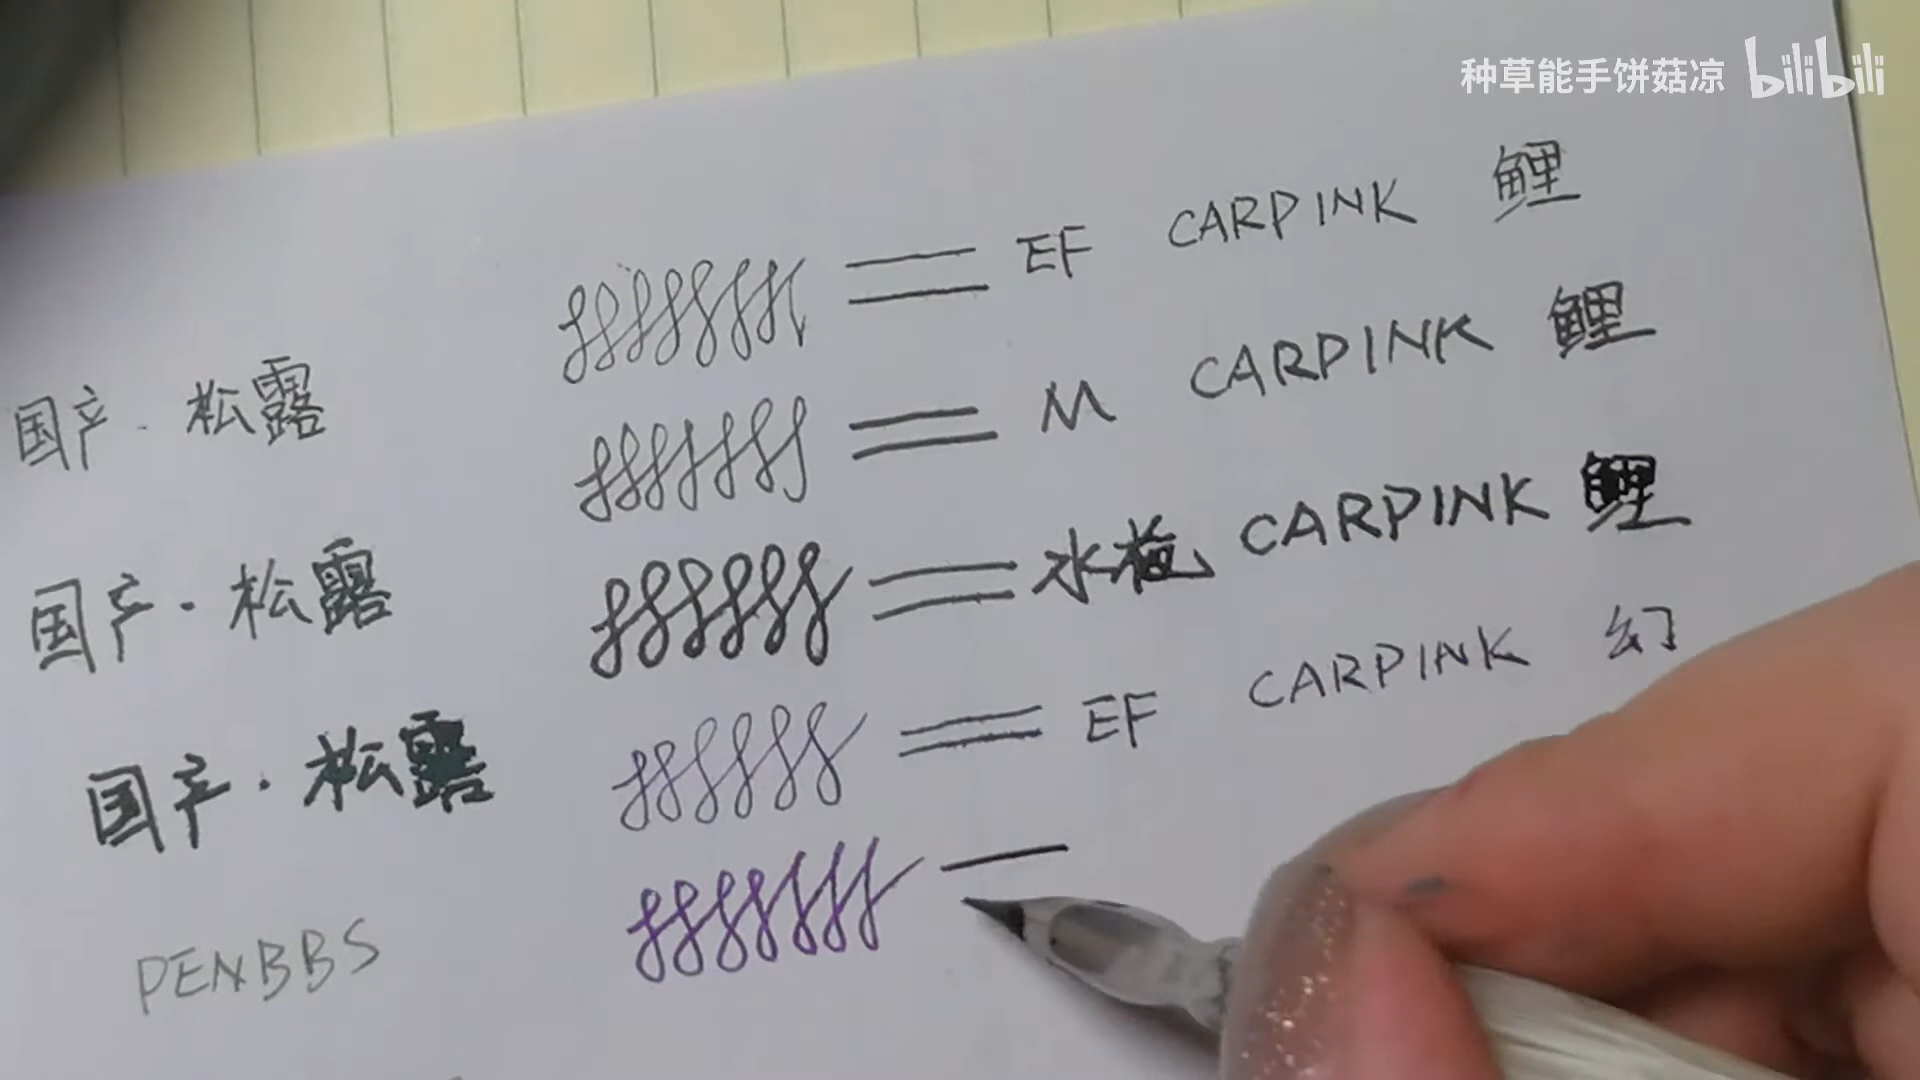 种草能手饼菇凉 bilibili
EF CARPINK 鲤
国产·松露
M CARPINK 鲤
国产·松露
水梅 CARPINK 鲤
国产·松露
EF CARPINK 幻
PENBBS